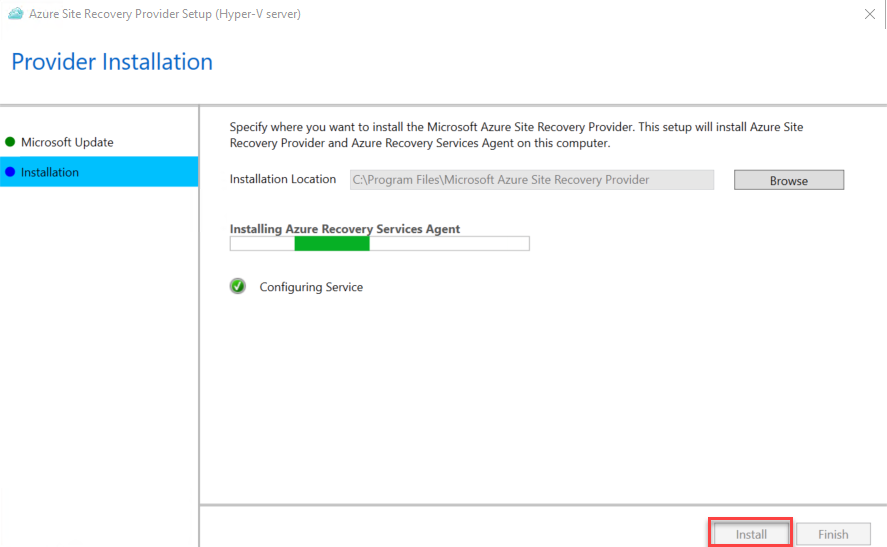 Azure Site Recovery Provider Setup (Hyper-V server)
Provider Installation
Microsoft Update
Installation
Specify where you want to install the Microsoft Azure Site Recovery Provider. This setup will install Azure Site
Recovery Provider and Azure Recovery Services Agent on this computer.
Installation Location
C:\Program Files\Microsoft Azure Site Recovery Provider
Browse
Installing Azure Recovery Services Agent
Configuring Service
Install
Finish